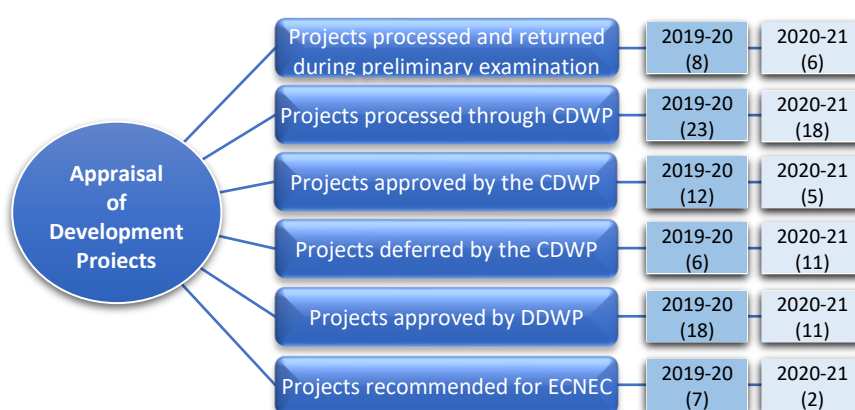 Appraisal
of
Development
Projects
Projects processed and returned
during preliminary examination
2019-20
(8)
2020-21
(6)
Projects processed through CDWP
2019-20
(23)
2020-21
(18)
Projects approved by the CDWP
2019-20
(12)
2020-21
(5)
Projects deferred by the CDWP
2019-20
(6)
2020-21
(11)
Projects approved by DDWP
2019-20
(18)
2020-21
(11)
Projects recommended for ECNEC
2019-20
(7)
2020-21
(2)